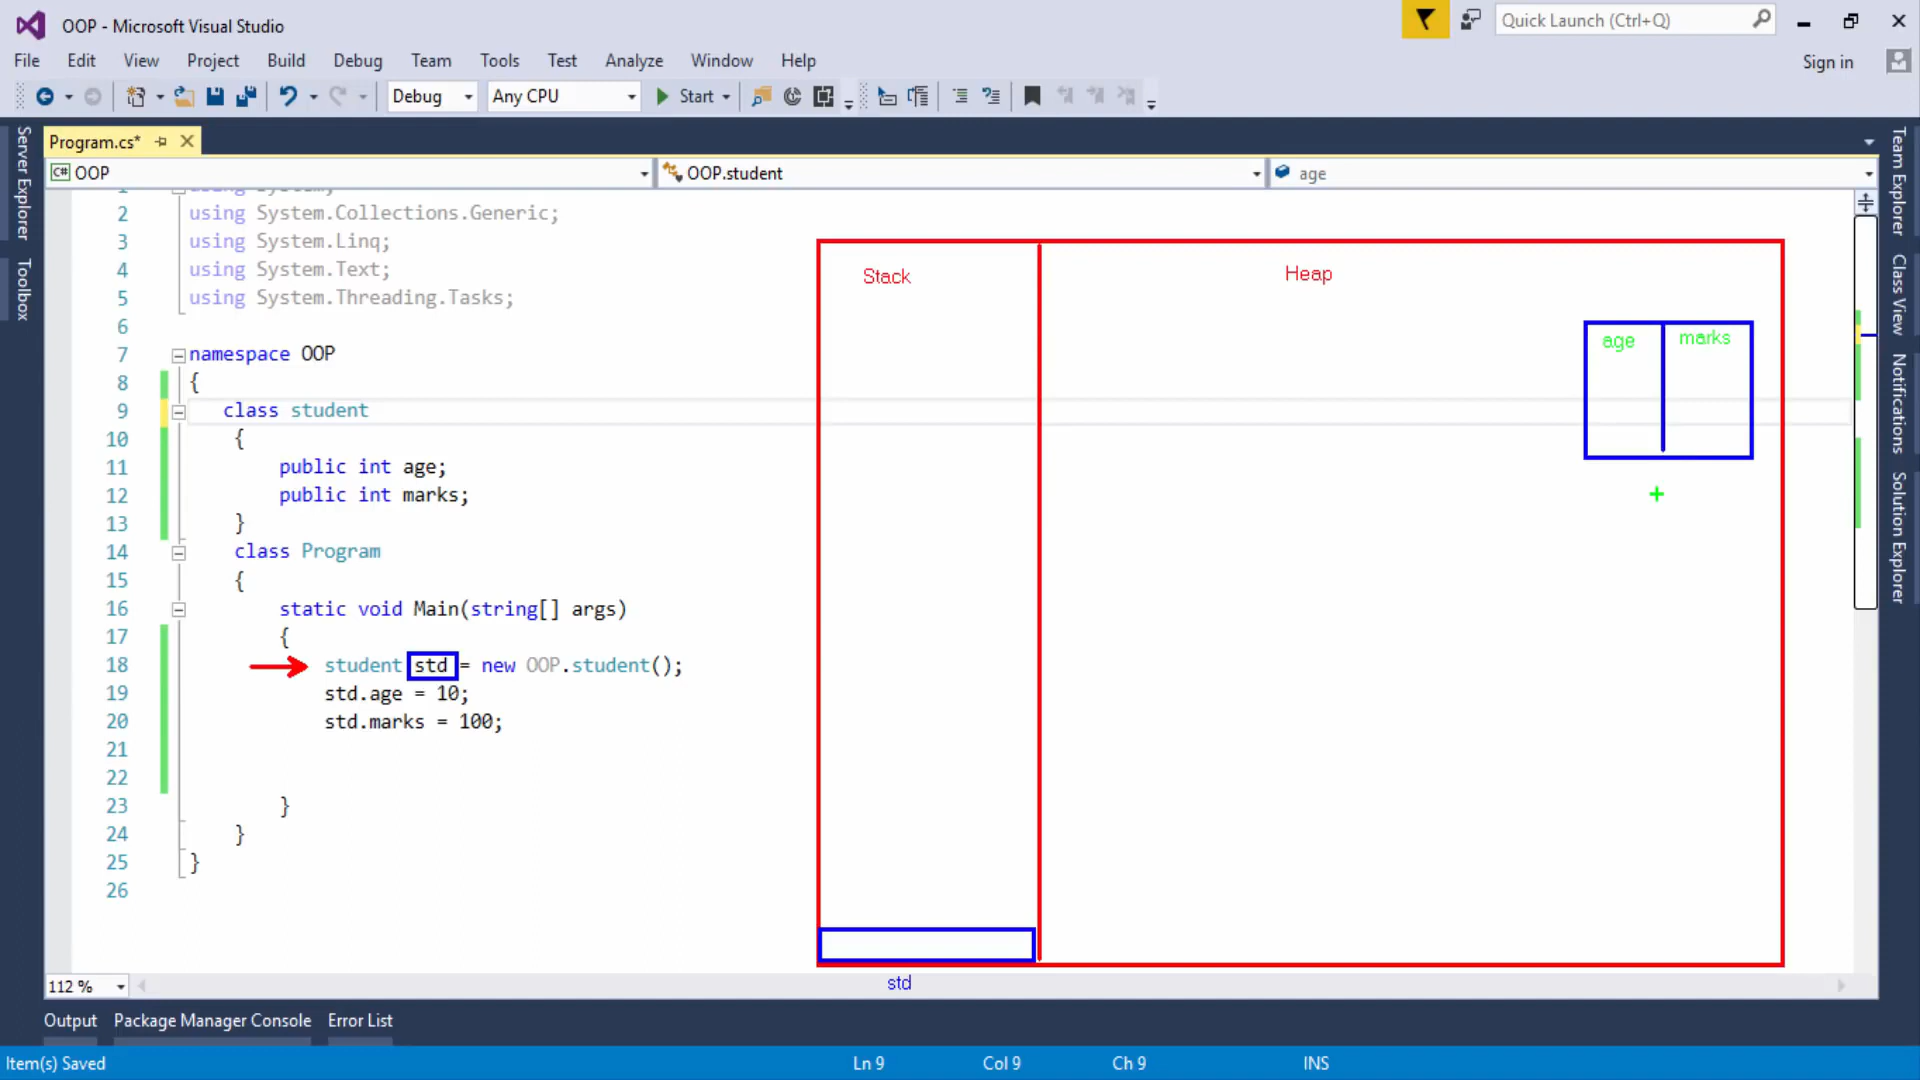 OOP - Microsoft Visual Studio
Quick Launch (Ctrl+Q)
File Edit View Project Build Debug Team Tools Test Analyze Window Help
Sign in
Debug Any CPU Start
Program.cs*
C# OOP
OOP.student
age
2 using System.Collections.Generic;
3 using System.Linq;
4 using System.Text;
5 using System.Threading.Tasks;
6
7 namespace OOP
8 {
9 class student
10 {
11 public int age;
12 public int marks;
13 }
14 class Program
15 {
16 static void Main(string[] args)
17 {
18 student std = new OOP.student();
19 std.age = 10;
20 std.marks = 100;
21
22
23 }
24 }
25 }
26
Stack
Heap
age
marks
std
Server Explorer
Toolbox
Team Explorer
Class View
Notifications
Solution Explorer
112 %
Output Package Manager Console Error List
Item(s) Saved
Ln 9
Col 9
Ch 9
INS